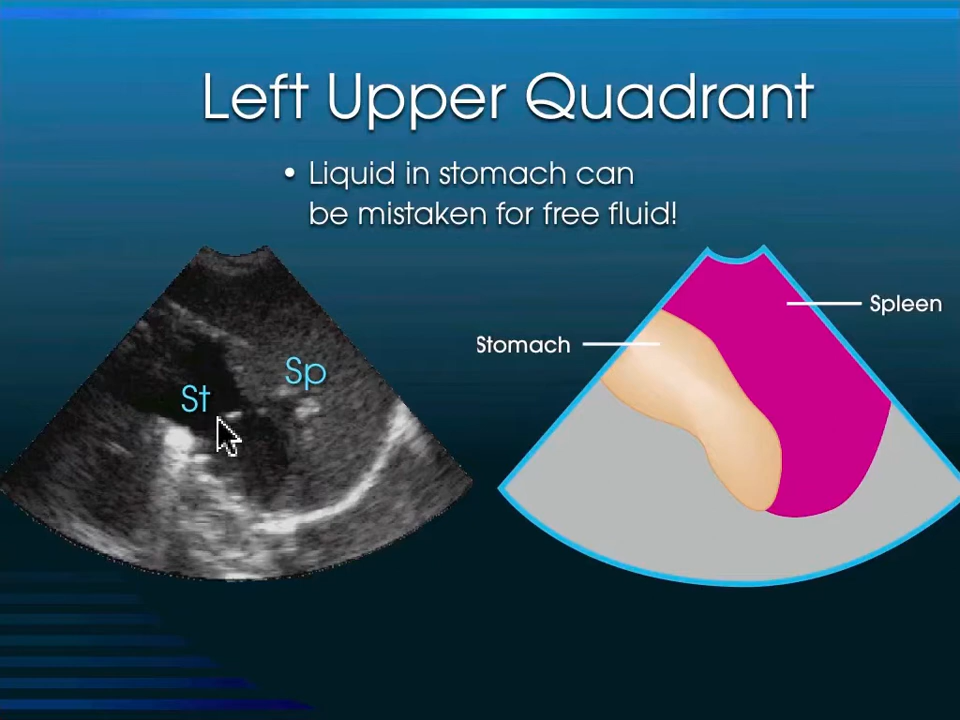 Left Upper Quadrant
• Liquid in stomach can
be mistaken for free fluid!
St
Sp
Stomach
Spleen